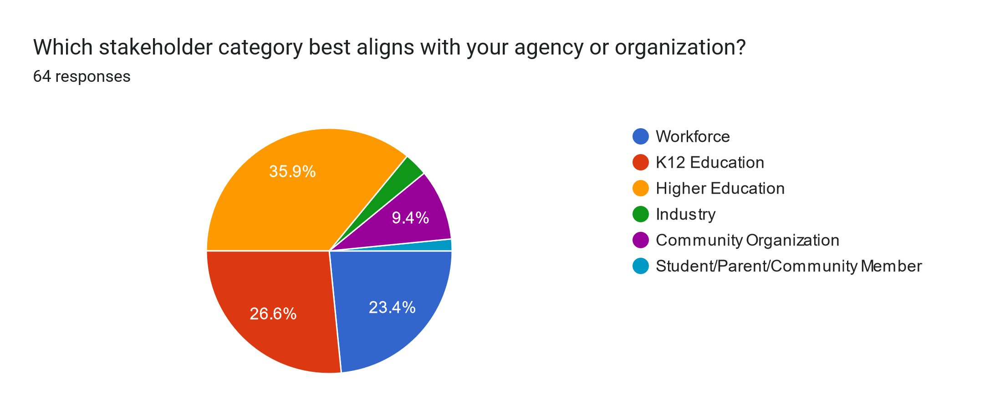 Which stakeholder category best aligns with your agency or organization?
64 responses
35.9%
9.4%
26.6%
23.4%
Workforce
K12 Education
Higher Education
Industry
Community Organization
Student/Parent/Community Member